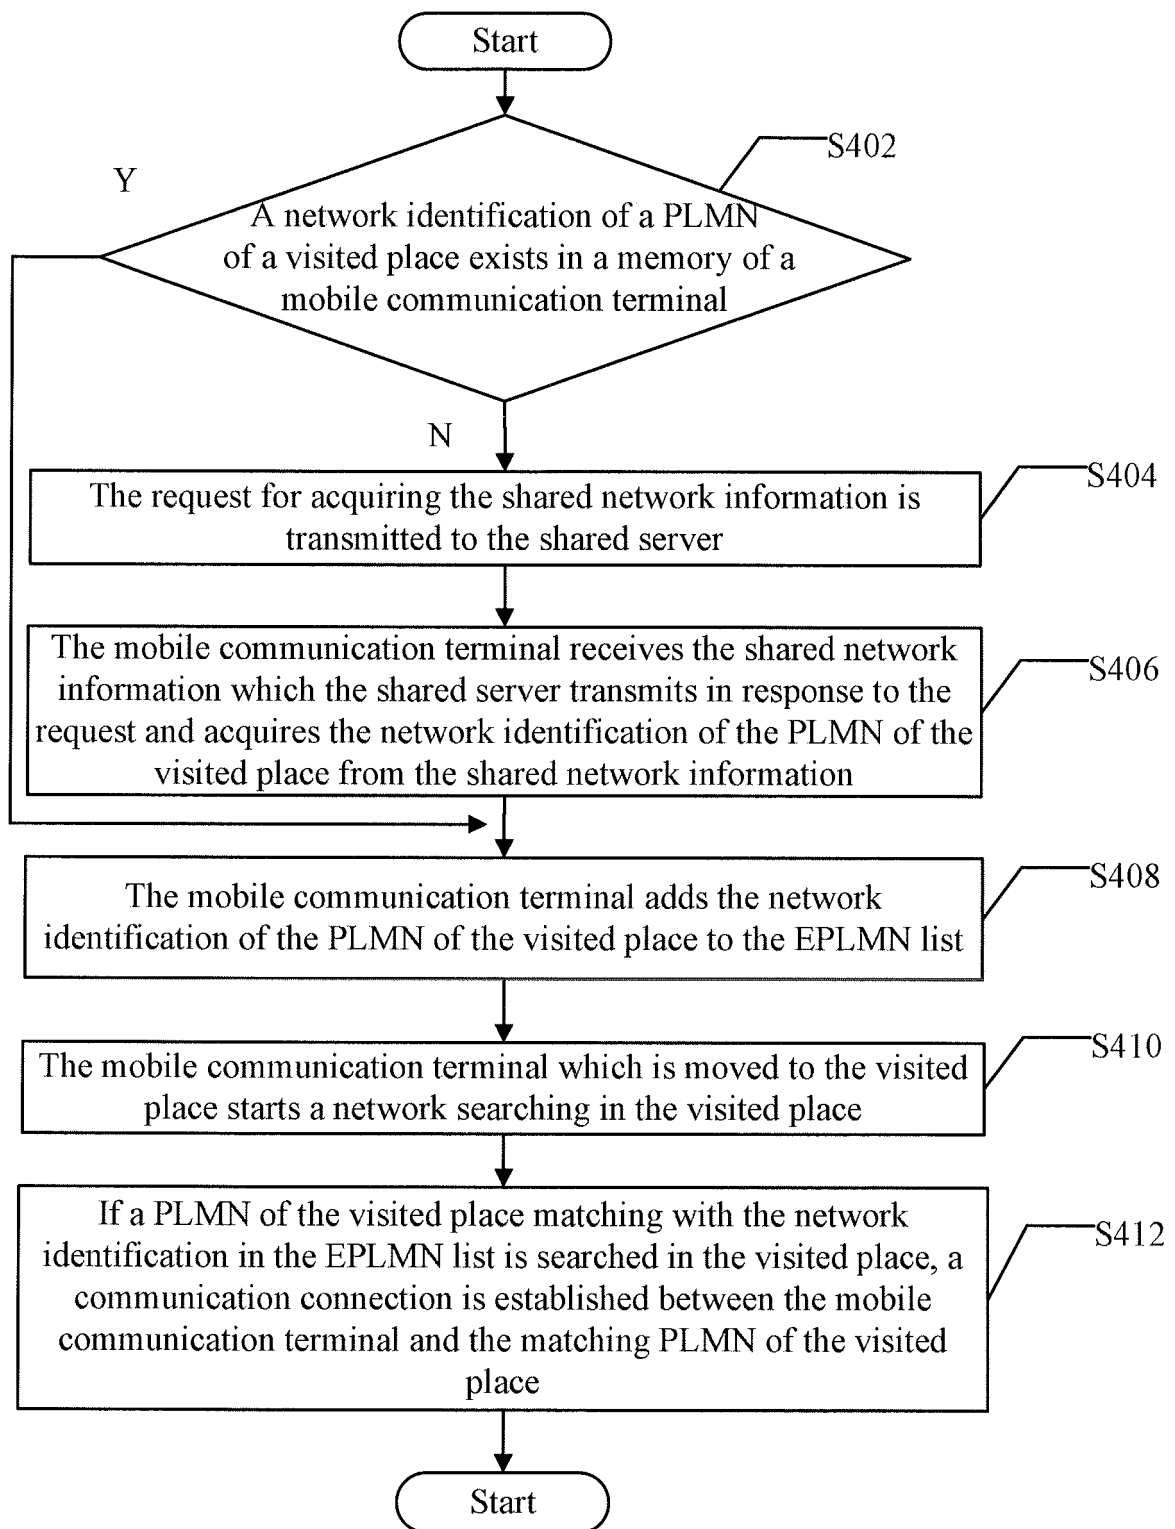 Start
S402
Y
A network identification of a PLMN
of a visited place exists in a memory of a
mobile communication terminal
N
S404
The request for acquiring the shared network information is
transmitted to the shared server
The mobile communication terminal receives the shared network
information which the shared server transmits in response to the
request and acquires the network identification of the PLMN of the
visited place from the shared network information
S406
The mobile communication terminal adds the network
identification of the PLMN of the visited place to the EPLMN list
S408
The mobile communication terminal which is moved to the visited
place starts a network searching in the visited place
S410
If a PLMN of the visited place matching with the network
identification in the EPLMN list is searched in the visited place, a
communication connection is established between the mobile
communication terminal and the matching PLMN of the visited
place
S412
Start